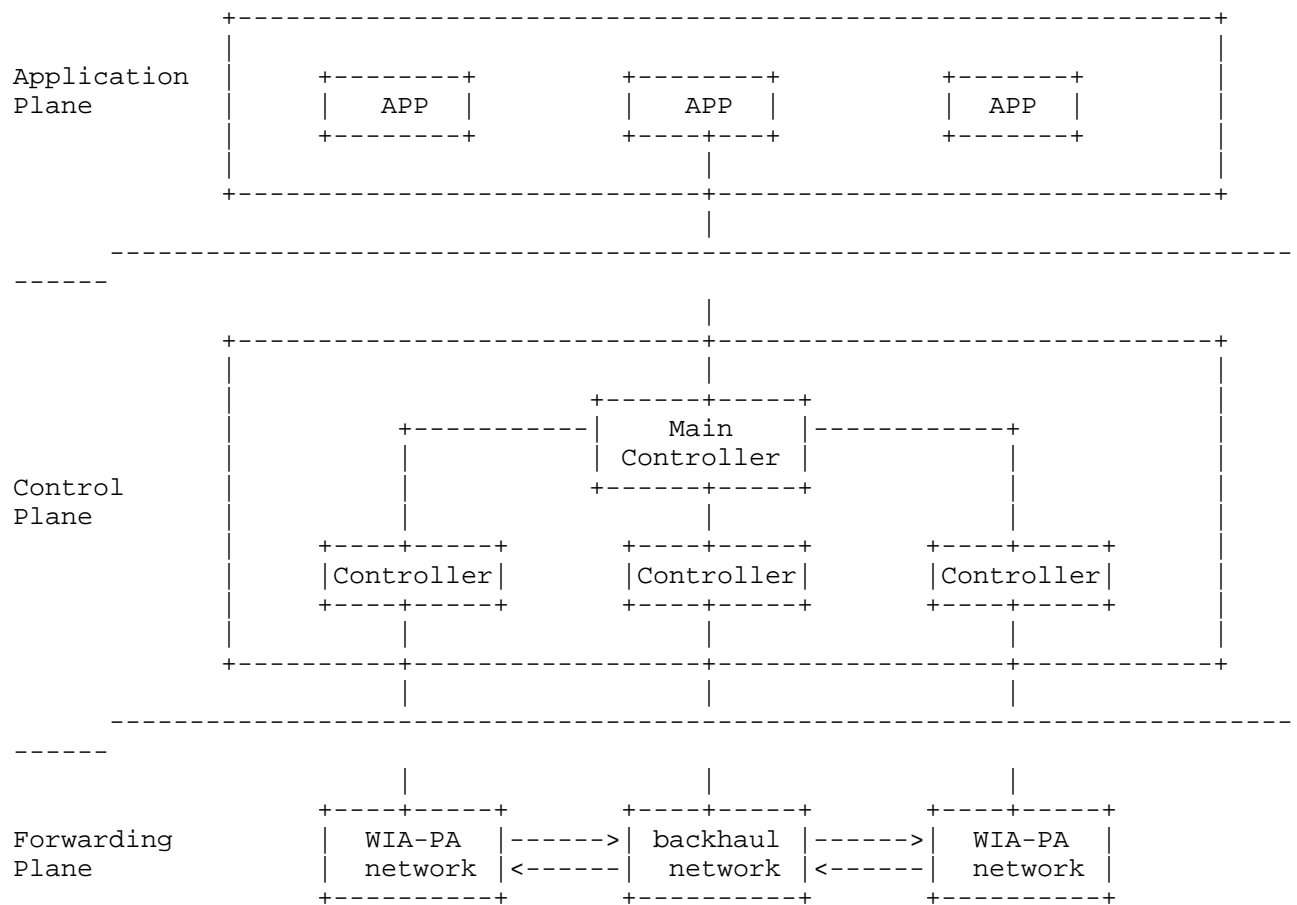 Application
Plane
APP APP APP
Main
Controller
Control
Plane
Controller Controller Controller
Forwarding
Plane
WIA-PA ------> backhaul ------> WIA-PA
network <------ network <------ network